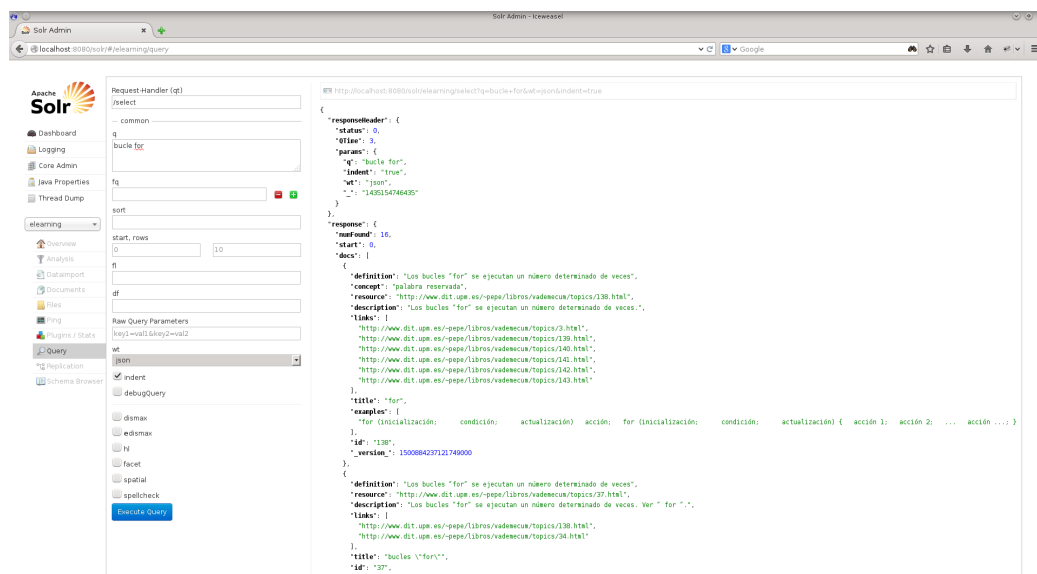 Solr Admin - Iceweasel
Solr Admin
localhost:8080/solr/#/elearning/query
Google
Apache
Solr
Dashboard
Logging
Core Admin
Java Properties
Thread Dump
elearning
Overview
Analysis
Dataimport
Documents
Files
Ping
Plugins / Stats
Query
Replication
Schema Browser
Request-Handler (qt)
/select
common
q
bucle for
fq
sort
start, rows
0 10
fl
df
Raw Query Parameters
key1=val1&key2=val2
wt
json
indent
debugQuery
dismax
edismax
hl
facet
spatial
spellcheck
Execute Query
http://localhost:8080/solr/elearning/select?q=bucle+for&wt=json&indent=true
{
"responseHeader": {
"status": 0,
"QTime": 3,
"params": {
"q": "bucle for",
"indent": "true",
"wt": "json",
"_": "1435154746435"
}
},
"response": {
"numFound": 16,
"start": 0,
"docs": [
{
"definition": "Los bucles "for" se ejecutan un número determinado de veces",
"concept": "palabra reservada",
"resource": "http://www.dit.upm.es/~pepe/libros/vademecum/topics/138.html",
"description": "Los bucles "for" se ejecutan un número determinado de veces.",
"links": [
"http://www.dit.upm.es/~pepe/libros/vademecum/topics/3.html",
"http://www.dit.upm.es/~pepe/libros/vademecum/topics/139.html",
"http://www.dit.upm.es/~pepe/libros/vademecum/topics/140.html",
"http://www.dit.upm.es/~pepe/libros/vademecum/topics/141.html",
"http://www.dit.upm.es/~pepe/libros/vademecum/topics/142.html",
"http://www.dit.upm.es/~pepe/libros/vademecum/topics/143.html"
],
"title": "for",
"examples": [
"for (inicialización; condición; actualización) acción; for (inicialización; condición; actualización) { acción 1; acción 2; ... acción ...; }
],
"id": "138",
"_version_": 1500884237121749000
},
{
"definition": "Los bucles "for" se ejecutan un número determinado de veces",
"resource": "http://www.dit.upm.es/~pepe/libros/vademecum/topics/37.html",
"description": "Los bucles "for" se ejecutan un número determinado de veces. Ver " for ".",
"links": [
"http://www.dit.upm.es/~pepe/libros/vademecum/topics/138.html",
"http://www.dit.upm.es/~pepe/libros/vademecum/topics/34.html"
],
"title": "bucles \"for\"",
"id": "37",